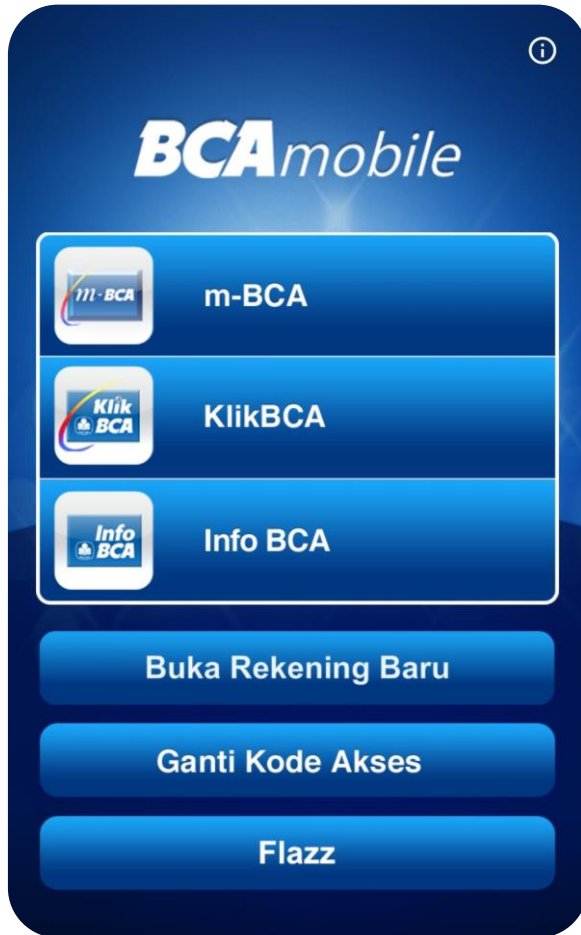 BCAmobile
m-BCA
m-BCA
Klik
BCA
KlikBCA
Info
BCA
Info BCA
Buka Rekening Baru
Ganti Kode Akses
Flazz